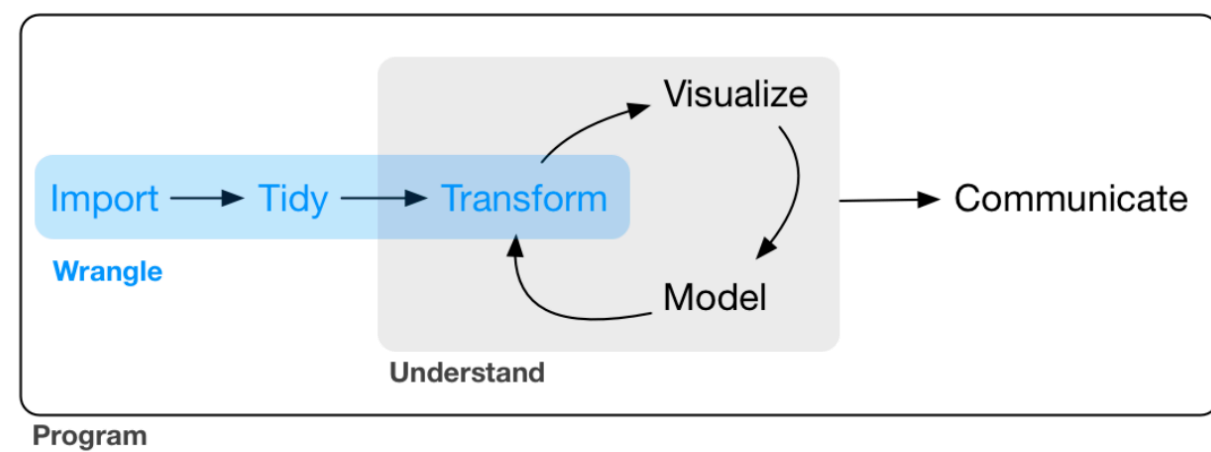 Visualize
Import
Tidy
Transform
Communicate
Wrangle
Model
Understand
Program